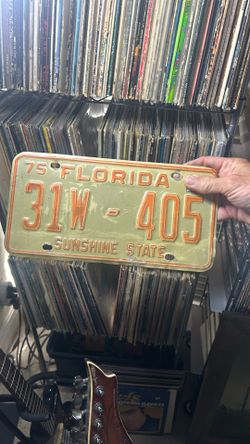 75 FLORIDA
31W - 405
SUNSHINE STATE